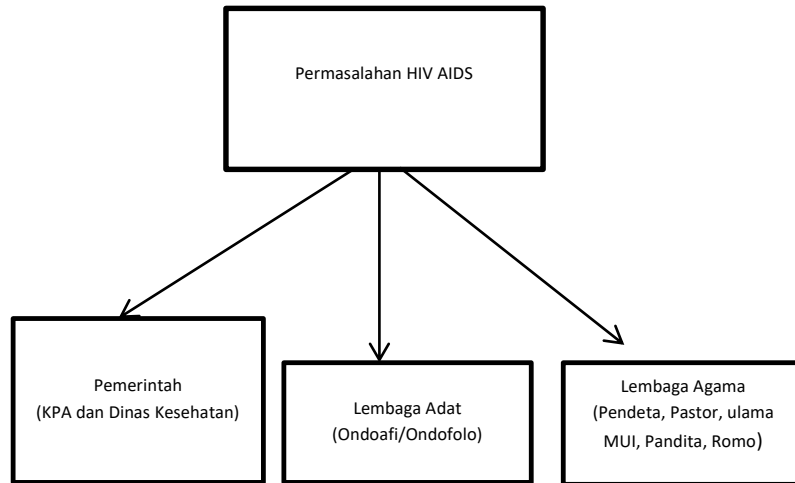 Permasalahan HIV AIDS
Pemerintah
(KPA dan Dinas Kesehatan)
Lembaga Adat
(Ondoafi/Ondofolo)
Lembaga Agama
(Pendeta, Pastor, ulama
MUI, Pandita, Romo)